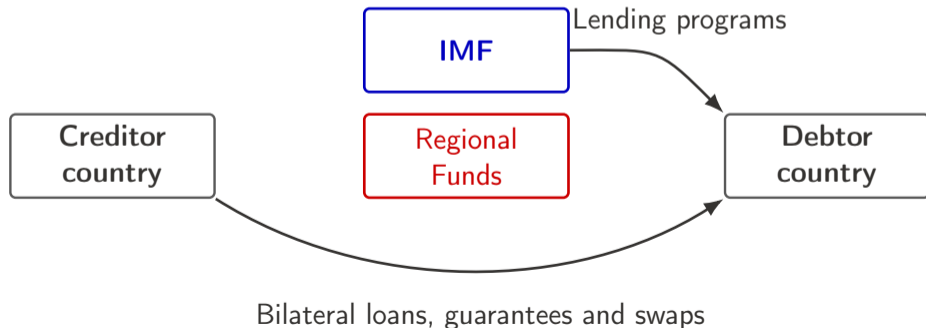 Lending programs
IMF
Creditor
country
Regional
Funds
Debtor
country
Bilateral loans, guarantees and swaps